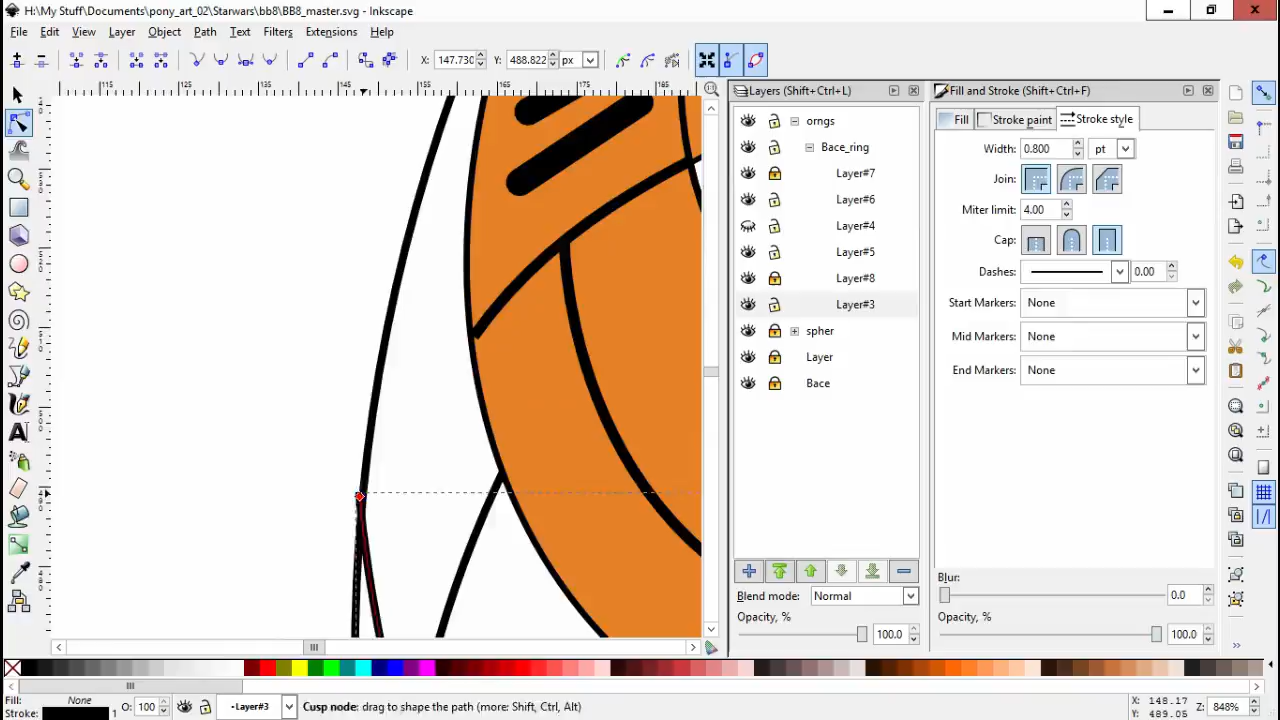 H:\My Stuff\Documents\pony_art_02\Starwars\bb8\BB8_master.svg - Inkscape
File Edit View Layer Object Path Text Filters Extensions Help
X: 147.730 Y: 488.822 px
Layers (Shift+Ctrl+L)
Fill and Stroke (Shift+Ctrl+F)
orngs
Bace_ring
Layer#7
Layer#6
Layer#4
Layer#5
Layer#8
Layer#3
spher
Layer
Bace
Blend mode: Normal
Opacity, % 100.0
Fill Stroke paint Stroke style
Width: 0.800 pt
Join:
Miter limit: 4.00
Cap:
Dashes: 0.00
Start Markers: None
Mid Markers: None
End Markers: None
Blur: 0.0
Opacity, % 100.0
Fill: None
Stroke: 1
O: 100
Layer#3
Cusp node: drag to shape the path (more: Shift, Ctrl, Alt)
X: 148.17
Y: 489.05
Z: 848%